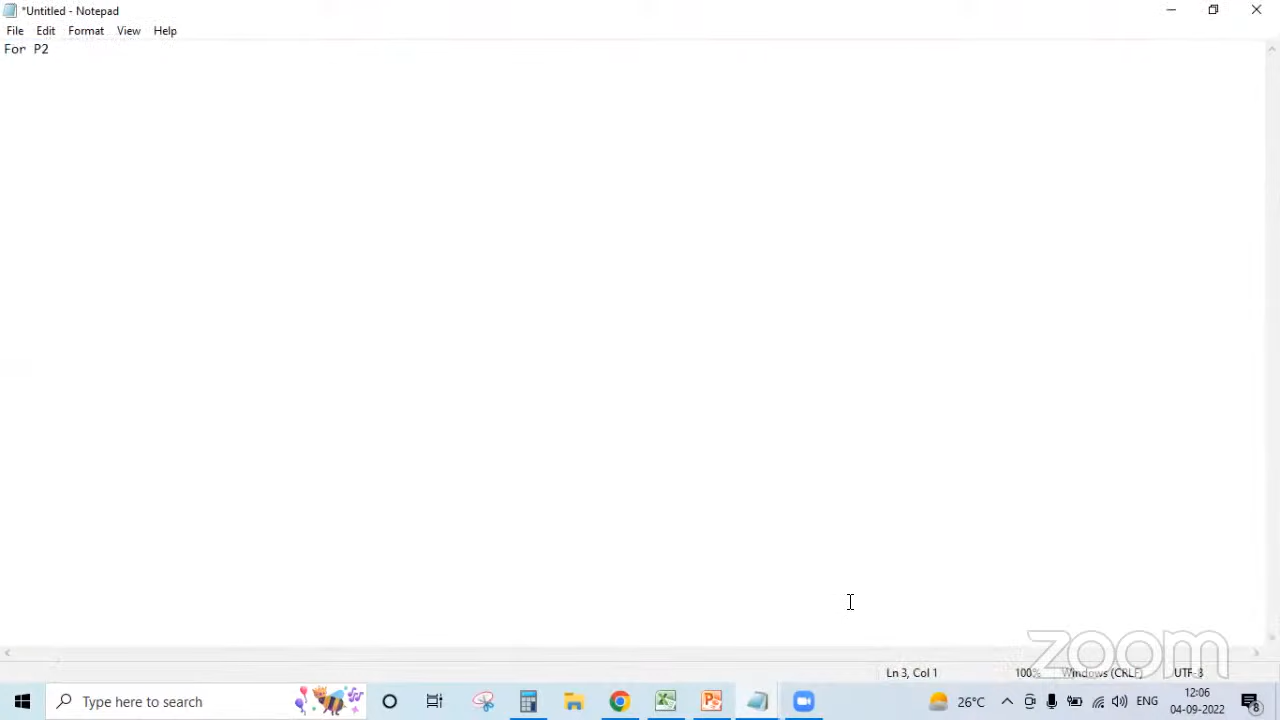 *Untitled - Notepad
File Edit Format View Help
For P2
zoom
Ln 3, Col 1 100% Windows (CRLF) UTF-8
Type here to search 26°C ENG 12:06
04-09-2022 8